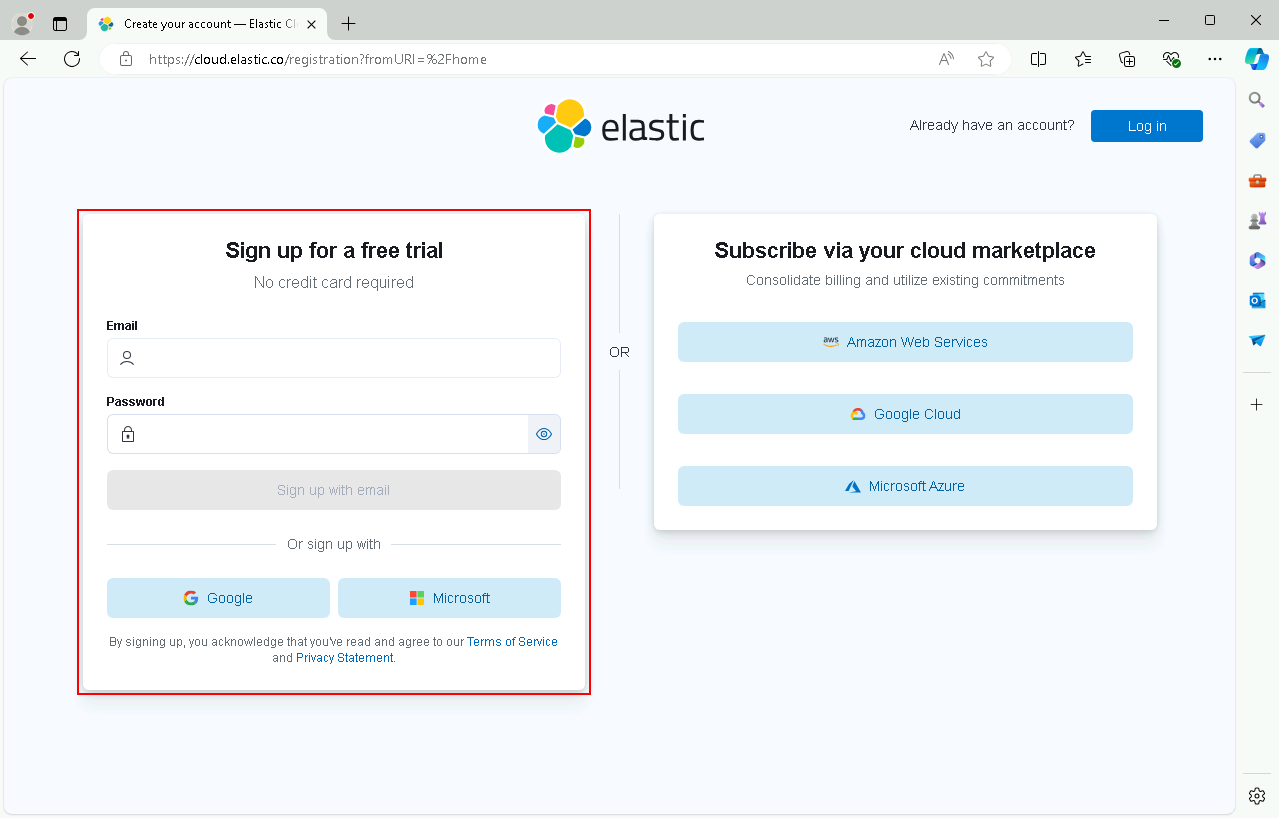 Create your account — Elastic Cl
https://cloud.elastic.co/registration?fromURI=%2Fhome
elastic
Already have an account?
Log in
Sign up for a free trial
No credit card required
Email
Password
Sign up with email
Or sign up with
Google
Microsoft
By signing up, you acknowledge that you've read and agree to our Terms of Service
and Privacy Statement.
OR
Subscribe via your cloud marketplace
Consolidate billing and utilize existing commitments
aws Amazon Web Services
Google Cloud
Microsoft Azure